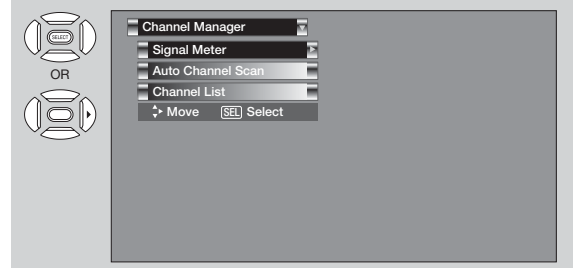 SELECT
OR
Channel Manager
Signal Meter
Auto Channel Scan
Channel List
Move SEL Select